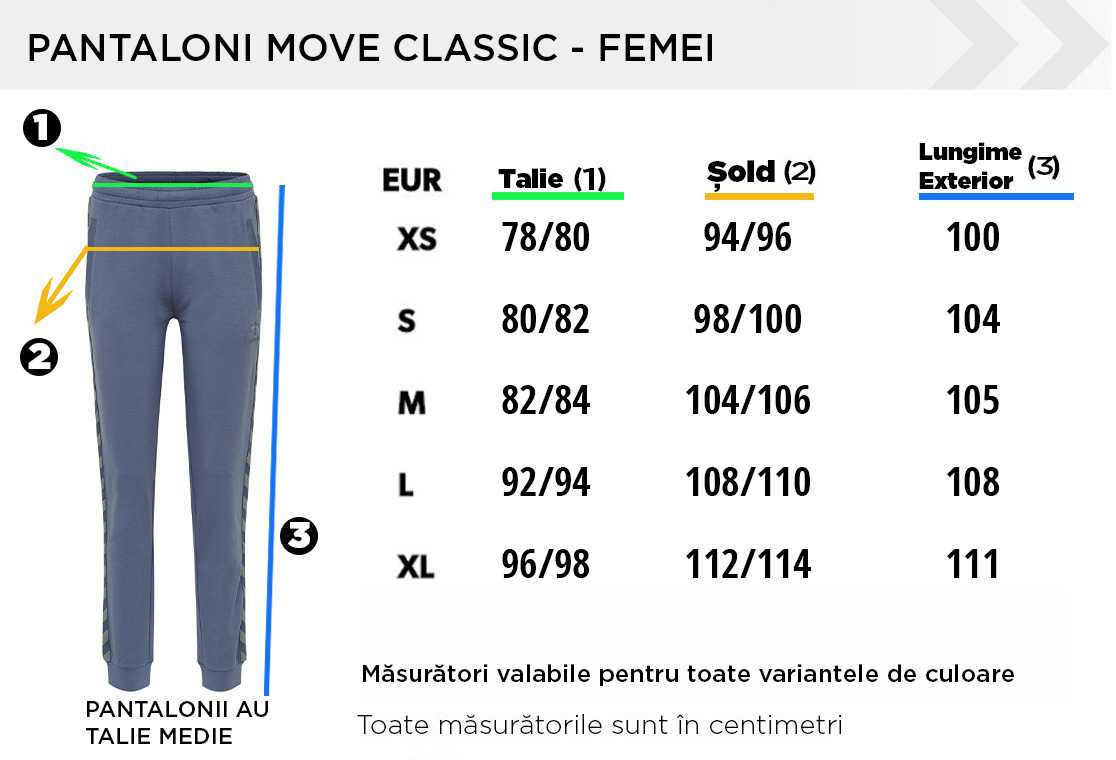 PANTALONI MOVE CLASSIC - FEMEI
1
2
3
PANTALONII AU
TALIE MEDIE
EUR Talie (1) Șold (2) Lungime Exterior (3)
XS 78/80 94/96 100
S 80/82 98/100 104
M 82/84 104/106 105
L 92/94 108/110 108
XL 96/98 112/114 111
Măsurători valabile pentru toate variantele de culoare
Toate măsurătorile sunt în centimetri